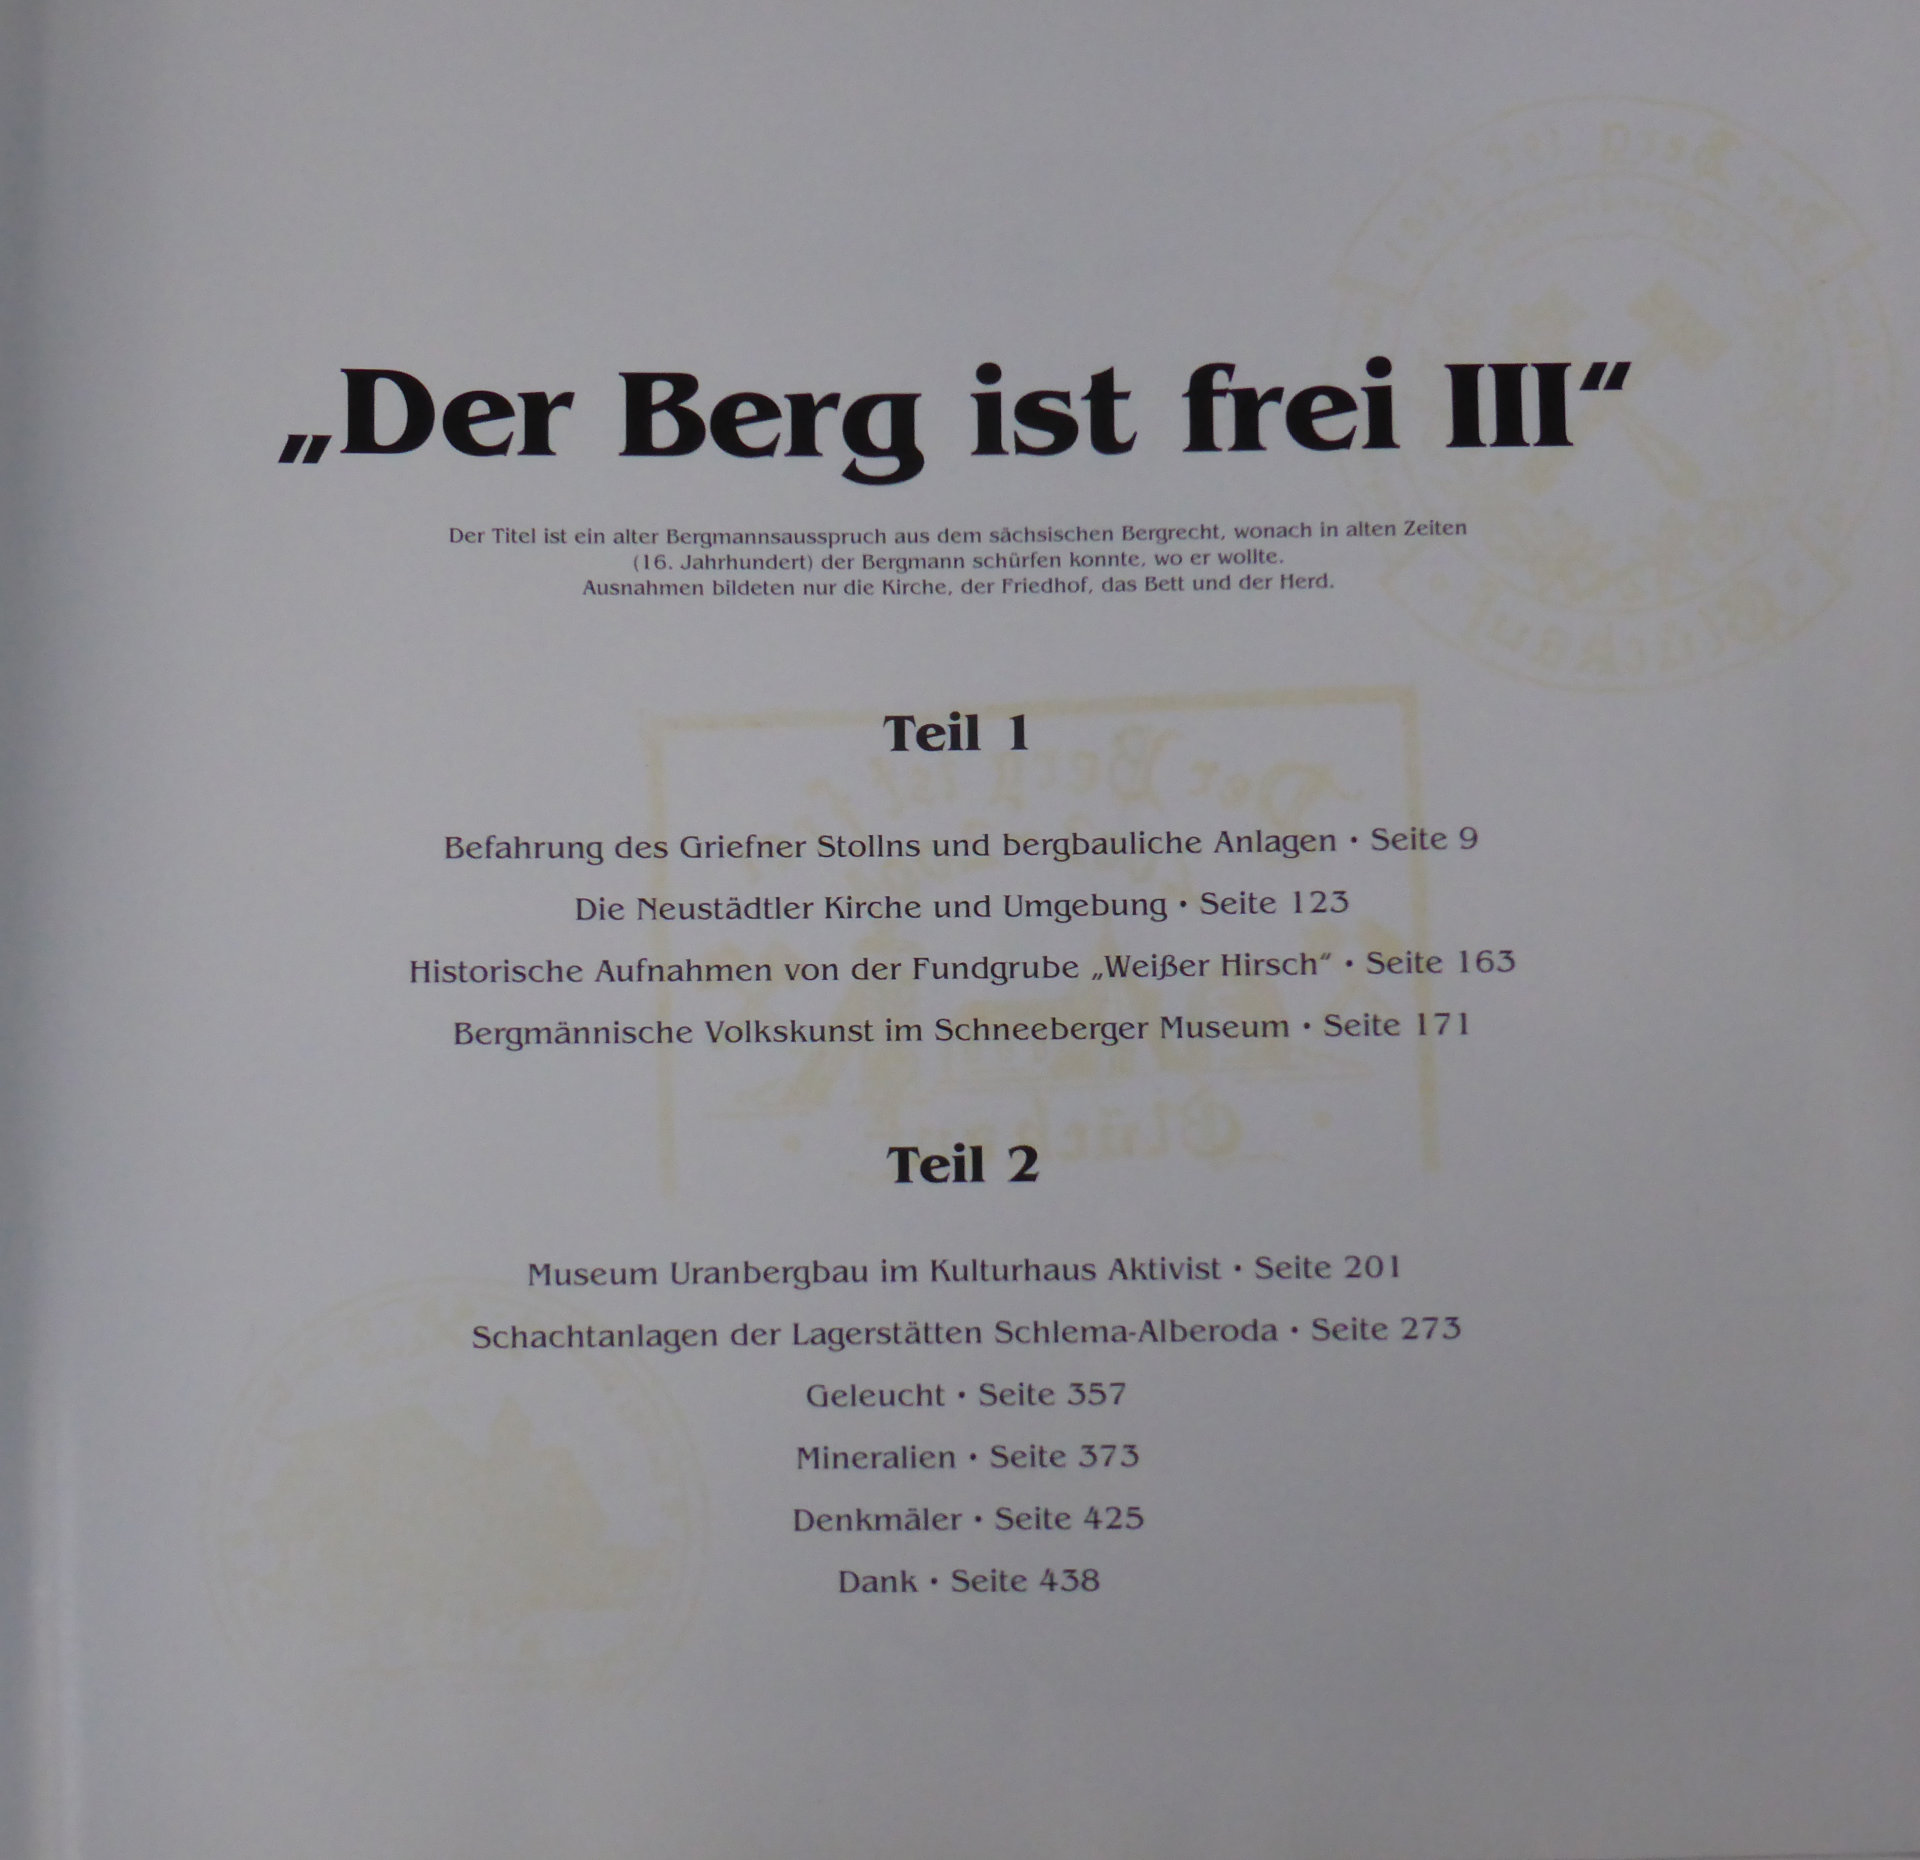 „Der Berg ist frei III“
Der Titel ist ein alter Bergmannsausspruch aus dem sächsischen Bergrecht, wonach in alten Zeiten
(16. Jahrhundert) der Bergmann schürfen konnte, wo er wollte.
Ausnahmen bildeten nur die Kirche, der Friedhof, das Bett und der Herd.
Teil 1
Befahrung des Griefner Stollns und bergbauliche Anlagen • Seite 9
Die Neustädtler Kirche und Umgebung • Seite 123
Historische Aufnahmen von der Fundgrube „Weißer Hirsch“ • Seite 163
Bergmännische Volkskunst im Schneeberger Museum • Seite 171
Teil 2
Museum Uranbergbau im Kulturhaus Aktivist • Seite 201
Schachtanlagen der Lagerstätten Schlema-Alberoda • Seite 273
Geleucht • Seite 357
Mineralien • Seite 373
Denkmäler • Seite 425
Dank • Seite 438